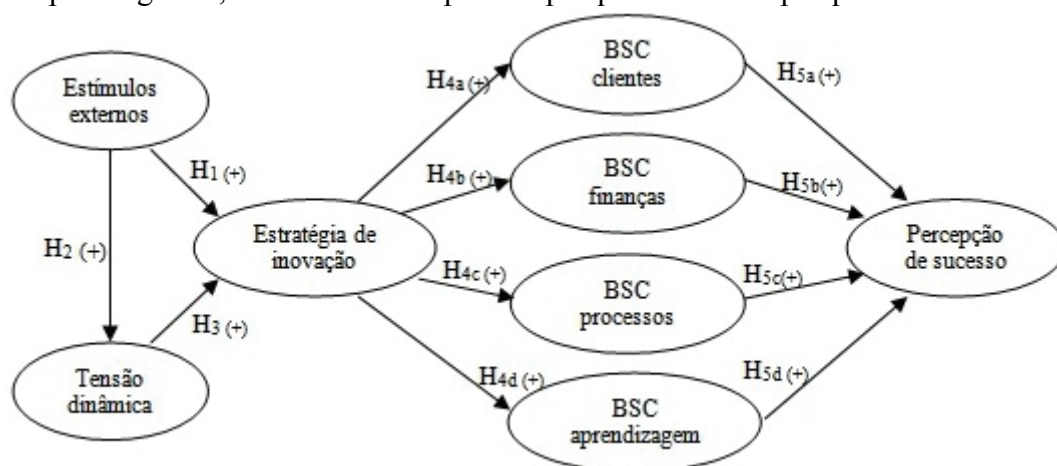 Estímulos
externos
H1 (+)
H2 (+)
H3 (+)
Tensão
dinâmica
Estratégia de
inovação
H4a (+)
H4b (+)
H4c (+)
H4d (+)
BSC
clientes
BSC
finanças
BSC
processos
BSC
aprendizagem
H5a (+)
H5b(+)
H5c(+)
H5d (+)
Percepção
de sucesso